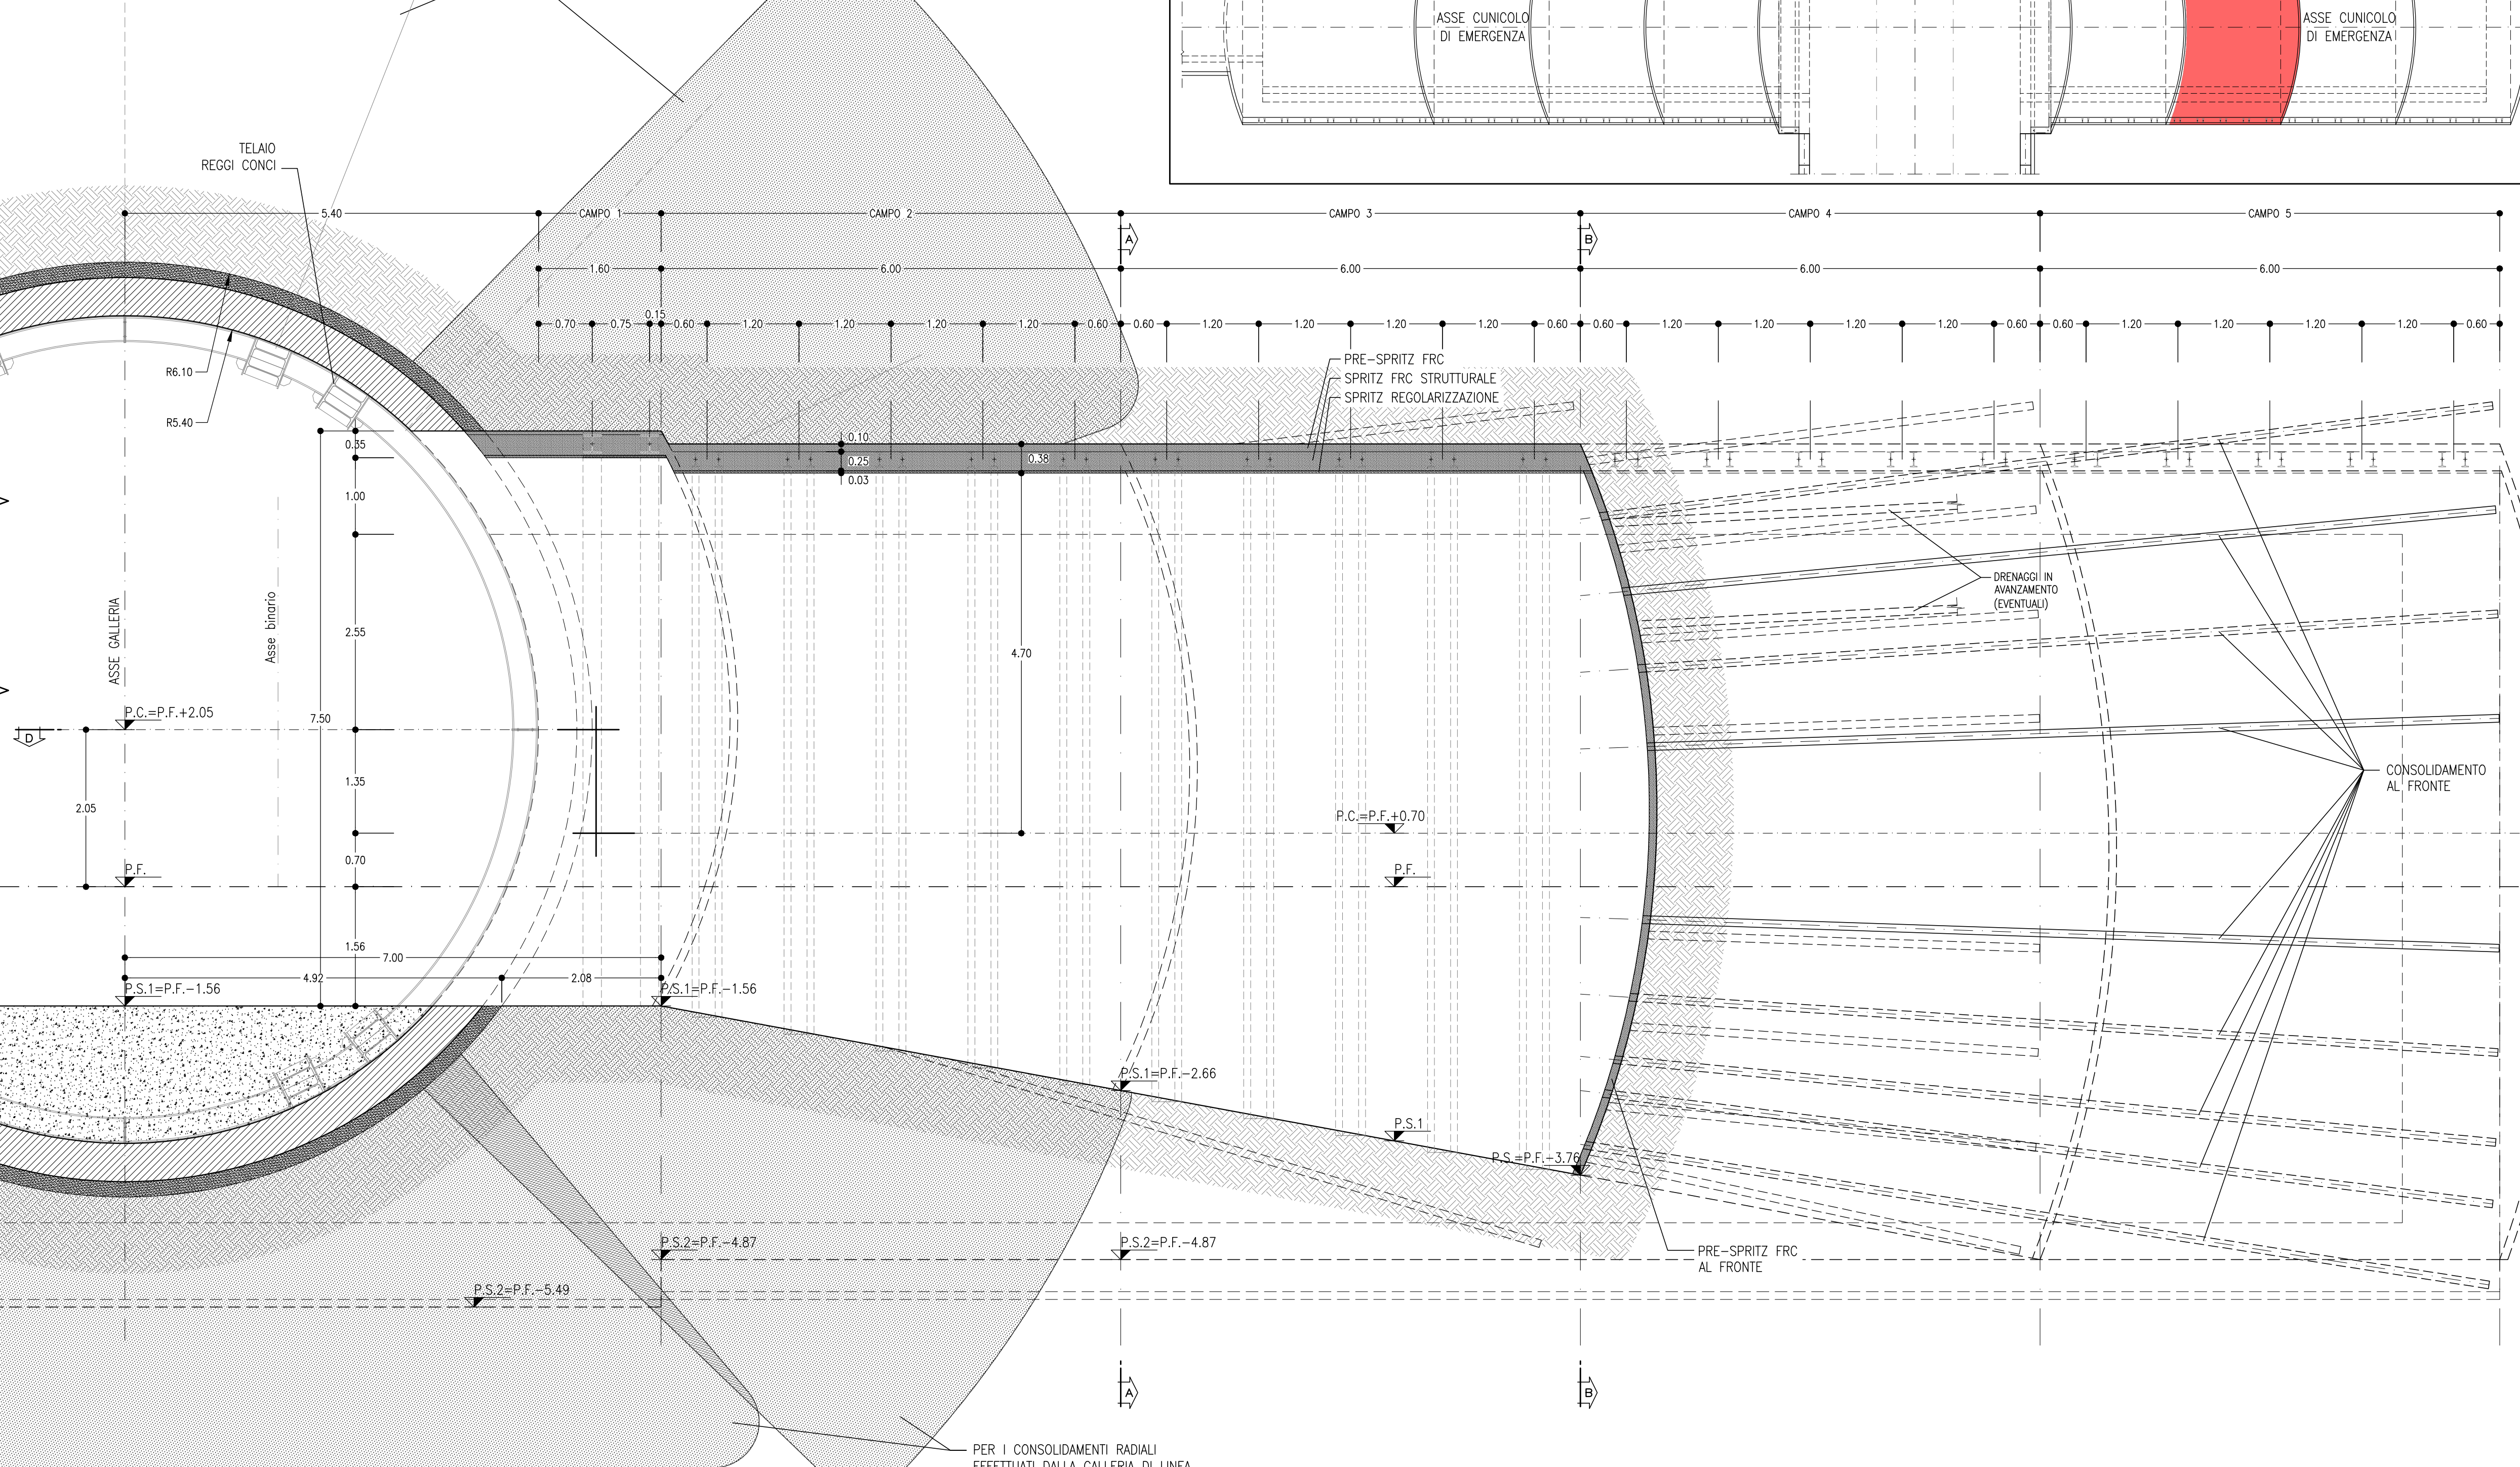 ASSE CUNICOLO
DI EMERGENZA
ASSE CUNICOLO
DI EMERGENZA
TELAIO
REGGI CONCI
5.40
CAMPO 1
CAMPO 2
CAMPO 3
CAMPO 4
CAMPO 5
A
B
1.60
6.00
6.00
6.00
6.00
0.15
0.70
0.75
0.60
1.20
1.20
1.20
1.20
0.60
0.60
1.20
1.20
1.20
1.20
0.60
0.60
1.20
1.20
1.20
1.20
0.60
0.60
1.20
1.20
1.20
1.20
0.60
R6.10
R5.40
PRE-SPRITZ FRC
SPRITZ FRC STRUTTURALE
SPRITZ REGOLARIZZAZIONE
0.35
0.10
0.25
0.38
0.03
1.00
DRENAGGI IN
AVANZAMENTO
(EVENTUALI)
ASSE GALLERIA
Asse binario
2.55
4.70
P.C.=P.F.+2.05
7.50
D
CONSOLIDAMENTO
AL FRONTE
1.35
2.05
P.C.=P.F.+0.70
0.70
P.F.
P.F.
1.56
7.00
4.92
2.08
P.S.1=P.F.-1.56
P.S.1=P.F.-1.56
P.S.1=P.F.-2.66
P.S.1
P.S.=P.F.-3.76
P.S.2=P.F.-4.87
P.S.2=P.F.-4.87
PRE-SPRITZ FRC
AL FRONTE
P.S.2=P.F.-5.49
A
B
PER I CONSOLIDAMENTI RADIALI
EFFETTUATI DALLA GALLERIA DI LINEA